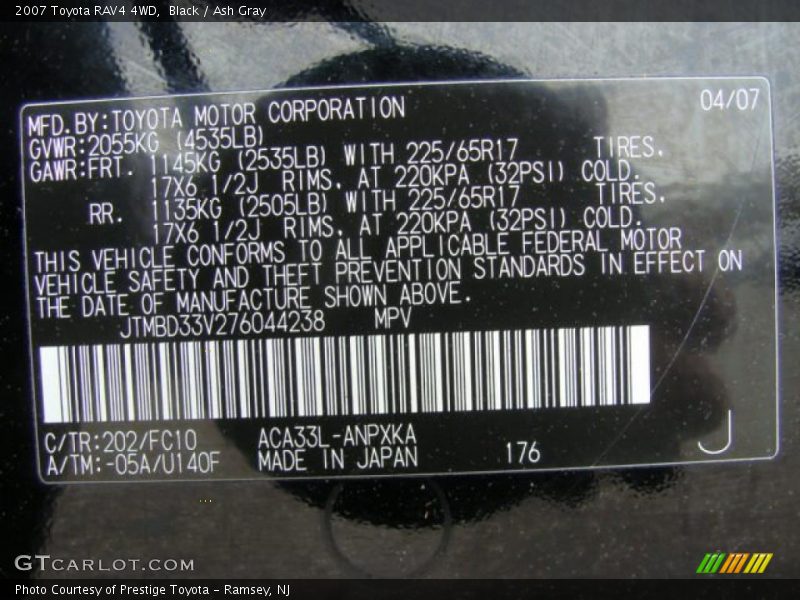 2007 Toyota RAV4 4WD,  Black / Ash Gray
04/07
MFD.BY:TOYOTA MOTOR CORPORATION
GVWR:2055KG (4535LB)
GAWR:FRT. 1145KG (2535LB) WITH 225/65R17 TIRES.
17X6 1/2J RIMS. AT 220KPA (32PSI) COLD.
RR. 1135KG (2505LB) WITH 225/65R17 TIRES.
17X6 1/2J RIMS. AT 220KPA (32PSI) COLD.
THIS VEHICLE CONFORMS TO ALL APPLICABLE FEDERAL MOTOR
VEHICLE SAFETY AND THEFT PREVENTION STANDARDS IN EFFECT ON
THE DATE OF MANUFACTURE SHOWN ABOVE.
JTMBD33V276044238 MPV
C/TR:202/FC10 ACA33L-ANPXKA
A/TM:-05A/U140F MADE IN JAPAN 176 J
GTCARLOT.COM
Photo Courtesy of Prestige Toyota - Ramsey, NJ